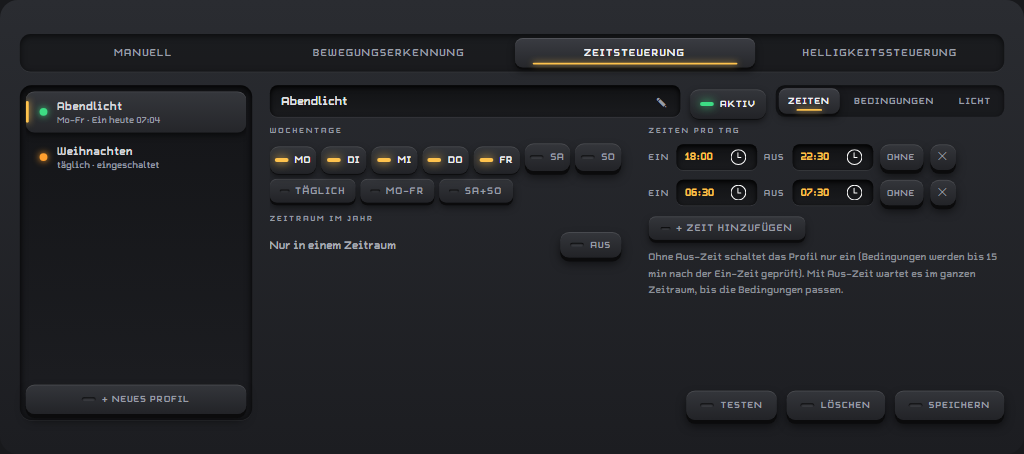 MANUELL BEWEGUNGSERKENNUNG ZEITSTEUERUNG HELLIGKEITSSTEUERUNG
Abendlicht
Mo-Fr · Ein heute 07:04
Weihnachten
täglich · eingeschaltet
+ NEUES PROFIL
Abendlicht
AKTIV
ZEITEN BEDINGUNGEN LICHT
WOCHENTAGE
MO DI MI DO FR SA SO
TÄGLICH MO-FR SA+SO
ZEITRAUM IM JAHR
Nur in einem Zeitraum AUS
ZEITEN PRO TAG
EIN 18:00 AUS 22:30 OHNE ×
EIN 06:30 AUS 07:30 OHNE ×
+ ZEIT HINZUFÜGEN
Ohne Aus-Zeit schaltet das Profil nur ein (Bedingungen werden bis 15
min nach der Ein-Zeit geprüft). Mit Aus-Zeit wartet es im ganzen
Zeitraum, bis die Bedingungen passen.
TESTEN LÖSCHEN SPEICHERN